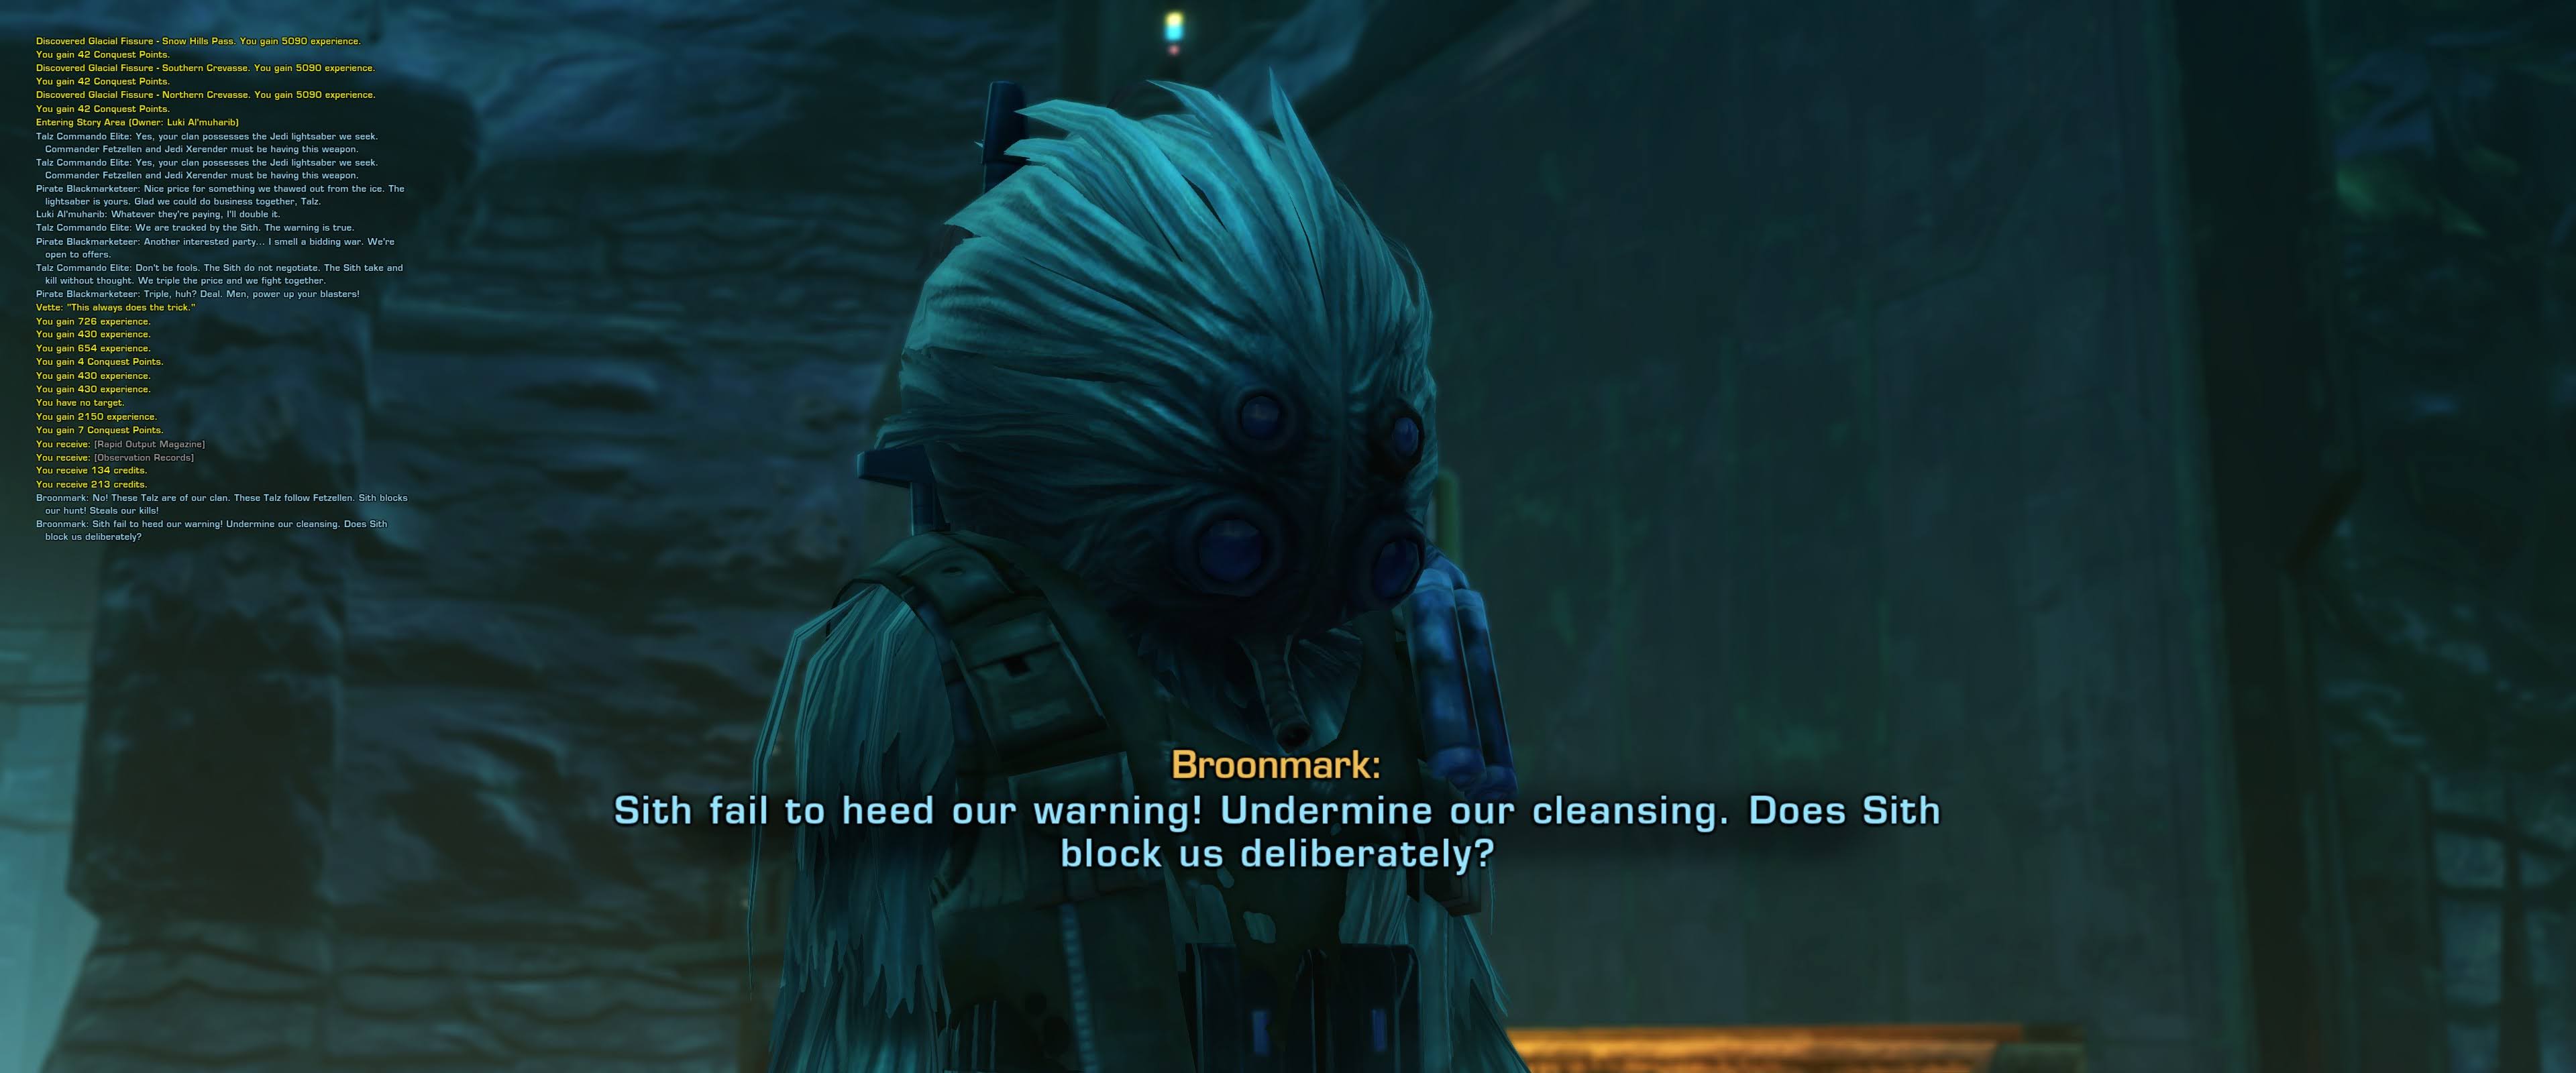 Discovered Glacial Fissure - Snow Hills Pass. You gain 5090 experience.
You gain 42 Conquest Points.
Discovered Glacial Fissure - Southern Crevasse. You gain 5090 experience.
You gain 42 Conquest Points.
Discovered Glacial Fissure - Northern Crevasse. You gain 5090 experience.
You gain 42 Conquest Points.
Entering Story Area (Owner: Luki Al'muharib)
Talz Commando Elite: Yes, your clan possesses the Jedi lightsaber we seek.
Commander Fetzellen and Jedi Xerender must be having this weapon.
Talz Commando Elite: Yes, your clan possesses the Jedi lightsaber we seek.
Commander Fetzellen and Jedi Xerender must be having this weapon.
Pirate Blackmarketeer: Nice price for something we thawed out from the ice. The
lightsaber is yours. Glad we could do business together, Talz.
Luki Al'muharib: Whatever they're paying, I'll double it.
Talz Commando Elite: We are tracked by the Sith. The warning is true.
Pirate Blackmarketeer: Another interested party... I smell a bidding war. We're
open to offers.
Talz Commando Elite: Don't be fools. The Sith do not negotiate. The Sith take and
kill without thought. We triple the price and we fight together.
Pirate Blackmarketeer: Triple, huh? Deal. Men, power up your blasters!
Vette: "This always does the trick."
You gain 726 experience.
You gain 430 experience.
You gain 654 experience.
You gain 4 Conquest Points.
You gain 430 experience.
You gain 430 experience.
You have no target.
You gain 2150 experience.
You gain 7 Conquest Points.
You receive: [Rapid Output Magazine]
You receive: [Observation Records]
You receive 134 credits.
You receive 213 credits.
Broonmark: No! These Talz are of our clan. These Talz follow Fetzellen. Sith blocks
our hunt! Steals our kills!
Broonmark: Sith fail to heed our warning! Undermine our cleansing. Does Sith
block us deliberately?
Broonmark:
Sith fail to heed our warning! Undermine our cleansing. Does Sith
block us deliberately?